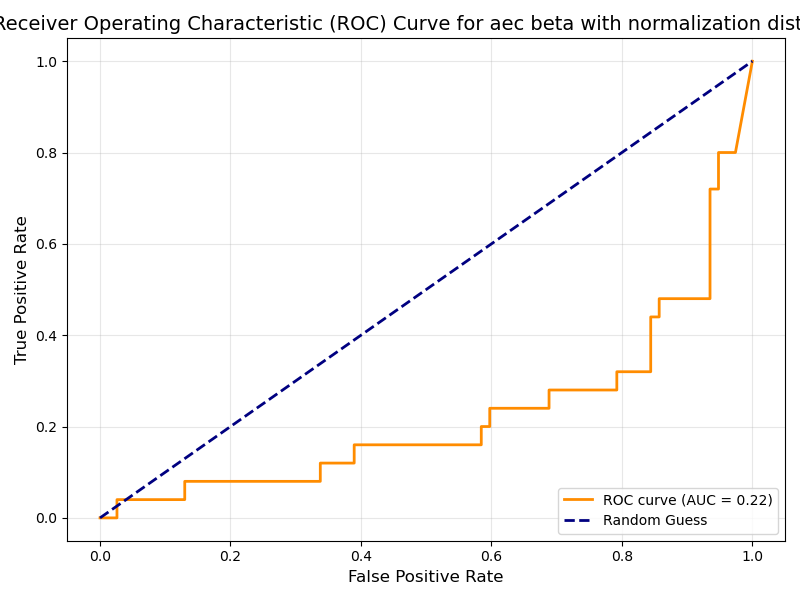 Receiver Operating Characteristic (ROC) Curve for aec beta with normalization dist
1.0
0.8
0.6
0.4
0.2
0.0
True Positive Rate
0.0 0.2 0.4 0.6 0.8 1.0
False Positive Rate
ROC curve (AUC = 0.22)
Random Guess